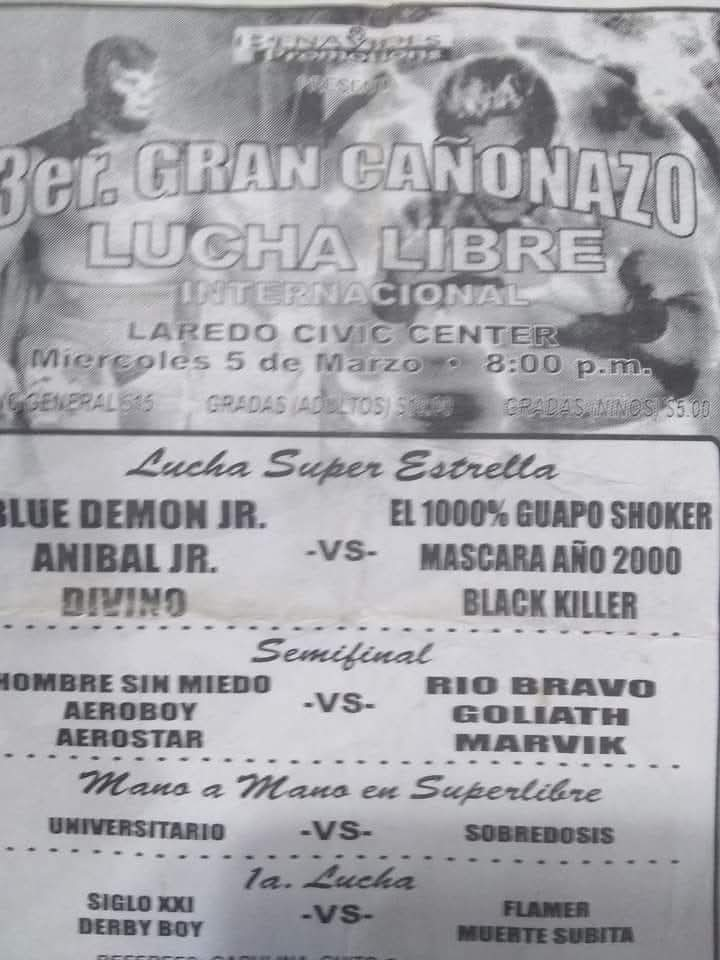 Promotions
3er. GRAN CAÑONAZO
LUCHA LIBRE
INTERNACIONAL
LAREDO CIVIC CENTER
Miercoles 5 de Marzo • 8:00 p.m.
GENERAL $15 GRADAS (ADULTOS) GRADAS (NIÑOS) $5.00
Lucha Super Estrella
BLUE DEMON JR. EL 1000% GUAPO SHOKER
ANIBAL JR. -VS- MASCARA AÑO 2000
DIVINO BLACK KILLER
Semifinal
HOMBRE SIN MIEDO -VS- RIO BRAVO
AEROBOY GOLIATH
AEROSTAR MARVIK
Mano a Mano en Superlibre
UNIVERSITARIO -VS- SOBREDOSIS
1a. Lucha
SIGLO XXI -VS- FLAMER
DERBY BOY MUERTE SUBITA